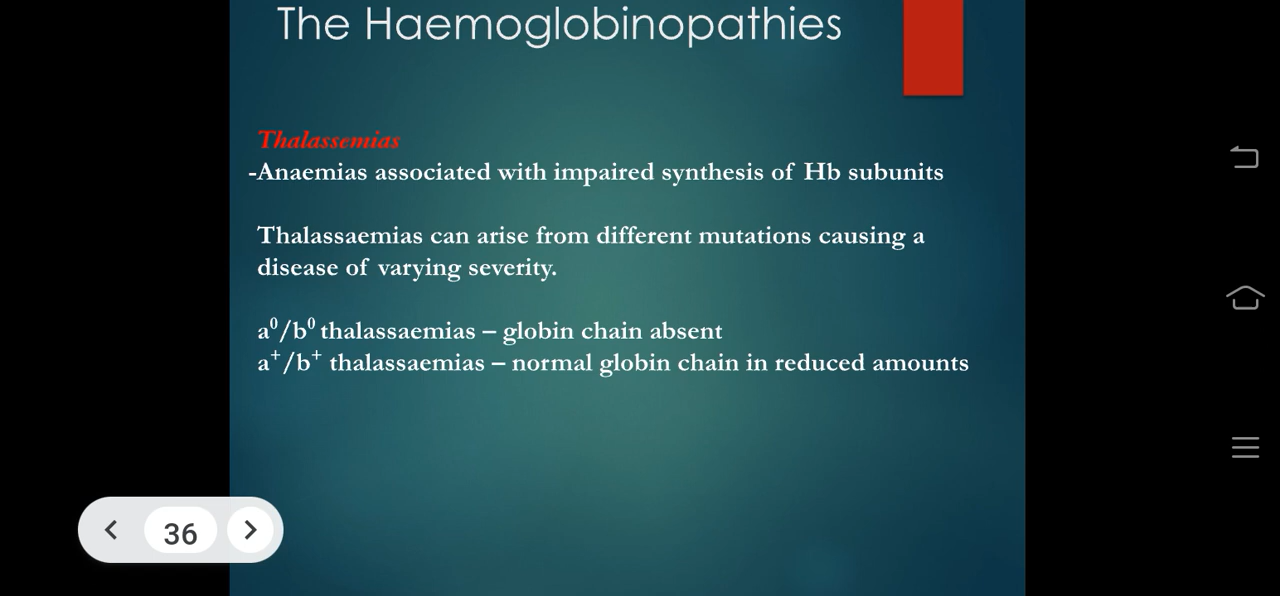 The Haemoglobinopathies
Thalassemias
-Anaemias associated with impaired synthesis of Hb subunits
Thalassaemias can arise from different mutations causing a
disease of varying severity.
a⁰/b⁰ thalassaemias – globin chain absent
a⁺/b⁺ thalassaemias – normal globin chain in reduced amounts
36